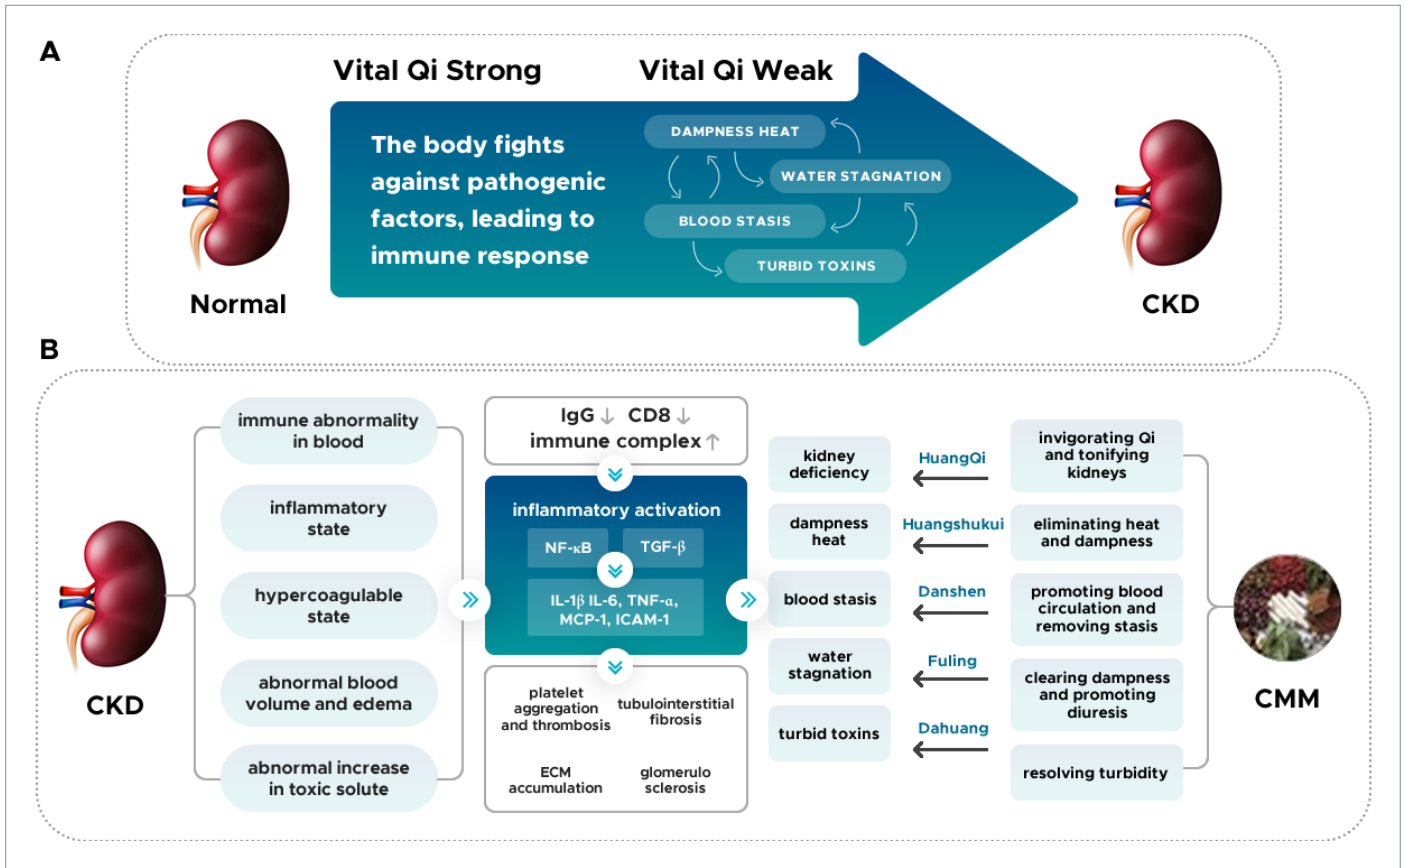 A
Vital Qi Strong
Vital Qi Weak
The body fights
against pathogenic
factors, leading to
immune response
DAMPNESS HEAT
WATER STAGNATION
BLOOD STASIS
TURBID TOXINS
Normal
CKD
B
CKD
immune abnormality
in blood
inflammatory
state
hypercoagulable
state
abnormal blood
volume and edema
abnormal increase
in toxic solute
IgG ↓ CD8 ↓
immune complex ↑
inflammatory activation
NF-κB
TGF-β
IL-1β IL-6, TNF-α,
MCP-1, ICAM-1
platelet
aggregation
and thrombosis
tubulointerstitial
fibrosis
ECM
accumulation
glomerulo
sclerosis
kidney
deficiency
dampness
heat
blood stasis
water
stagnation
turbid toxins
HuangQi
Huangshukui
Danshen
Fuling
Dahuang
invigorating Qi
and tonifying
kidneys
eliminating heat
and dampness
promoting blood
circulation and
removing stasis
clearing dampness
and promoting
diuresis
resolving turbidity
CMM